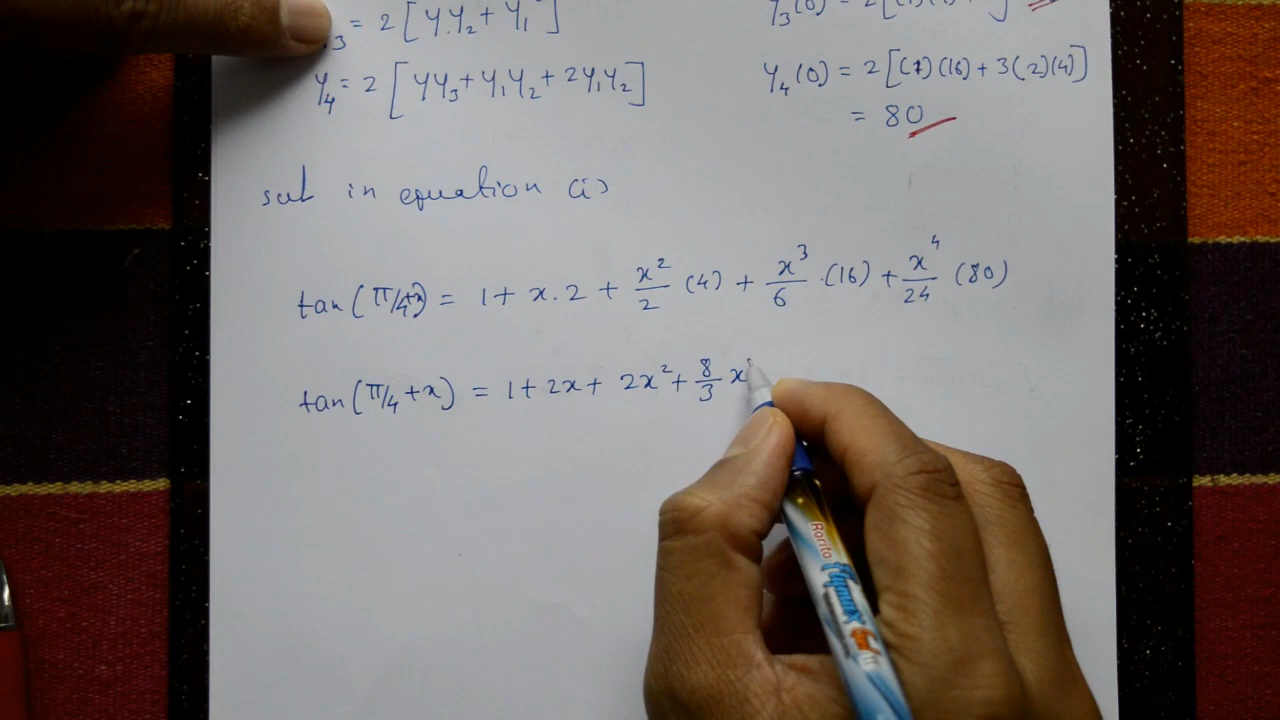 ₃ = 2[y.y₂ + y₁
y₃(0) = 2[
y₄ = 2[yy₃ + y₁y₂ + 2y₁y₂]
y₄(0) = 2[(1)(16) + 3(2)(4)]
= 80
sub in equation (i)
tan(π/4+x) = 1 + x.2 + x²/2 (4) + x³/6 .(16) + x⁴/24 (80)
tan(π/4 + x) = 1 + 2x + 2x² + 8/3 x
Rorito